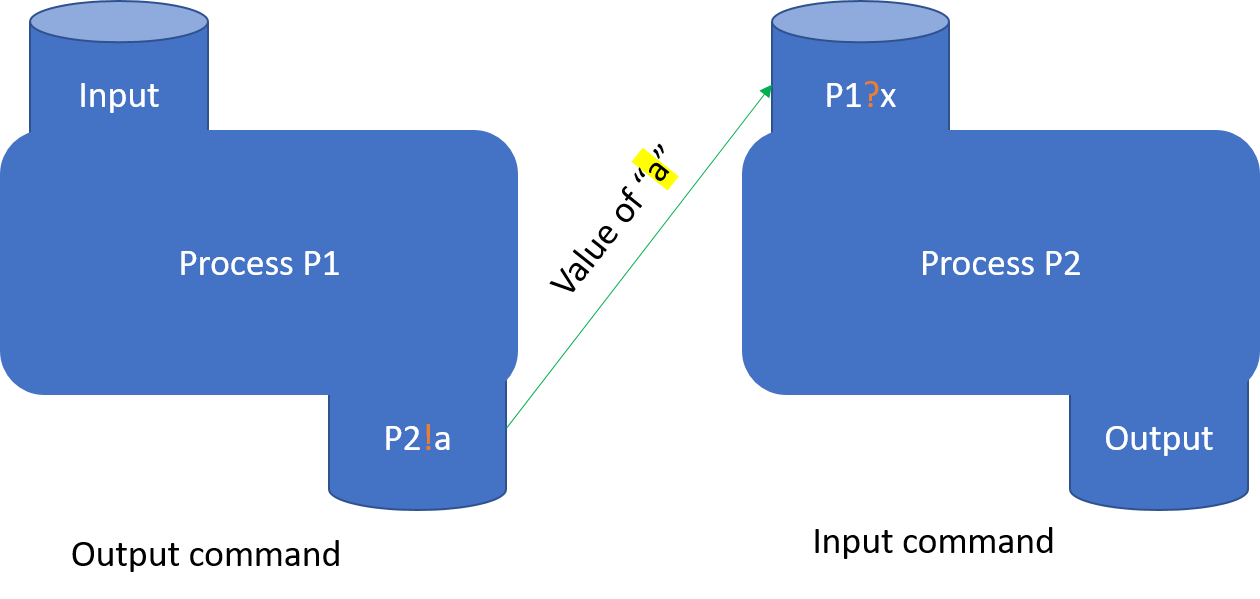 Input
P1?x
Value of “a”
Process P1
Process P2
P2!a
Output
Output command
Input command